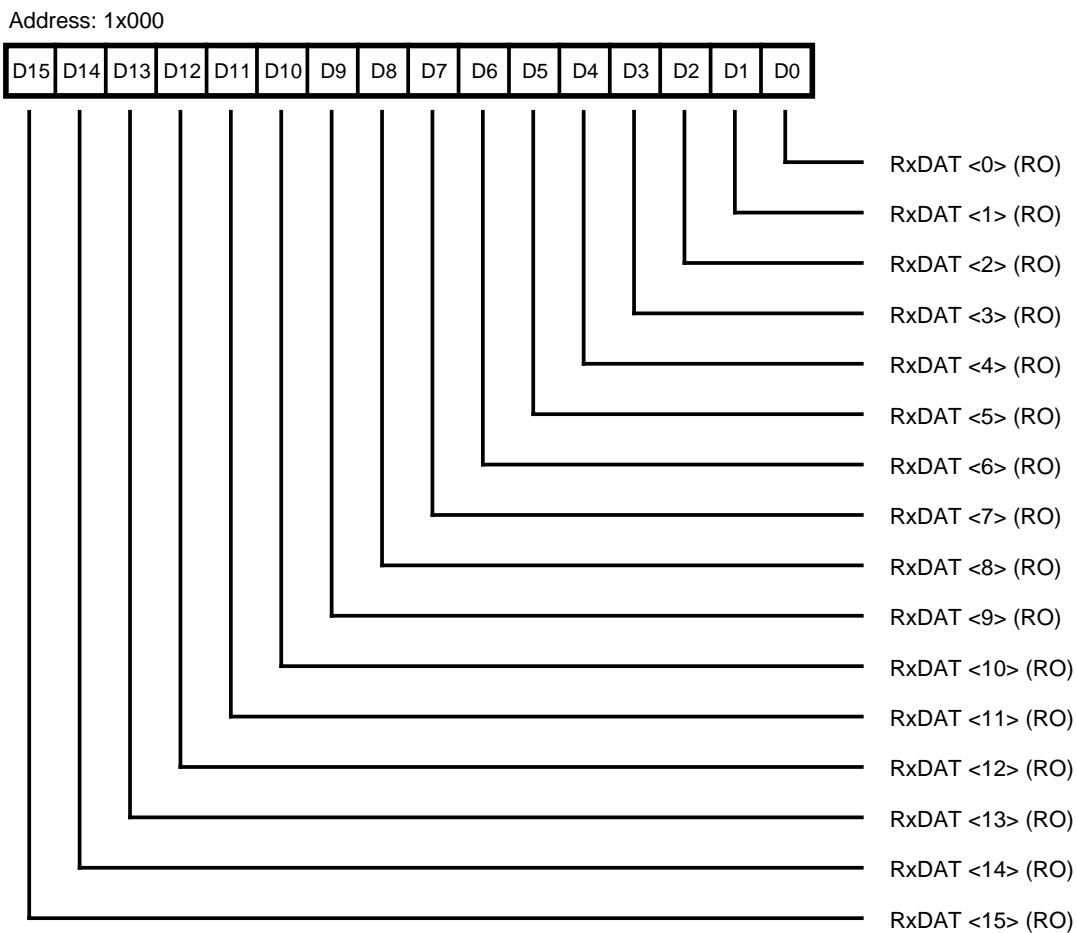 Address: 1x000
D15 D14 D13 D12 D11 D10 D9 D8 D7 D6 D5 D4 D3 D2 D1 D0
RxDAT <0> (RO)
RxDAT <1> (RO)
RxDAT <2> (RO)
RxDAT <3> (RO)
RxDAT <4> (RO)
RxDAT <5> (RO)
RxDAT <6> (RO)
RxDAT <7> (RO)
RxDAT <8> (RO)
RxDAT <9> (RO)
RxDAT <10> (RO)
RxDAT <11> (RO)
RxDAT <12> (RO)
RxDAT <13> (RO)
RxDAT <14> (RO)
RxDAT <15> (RO)